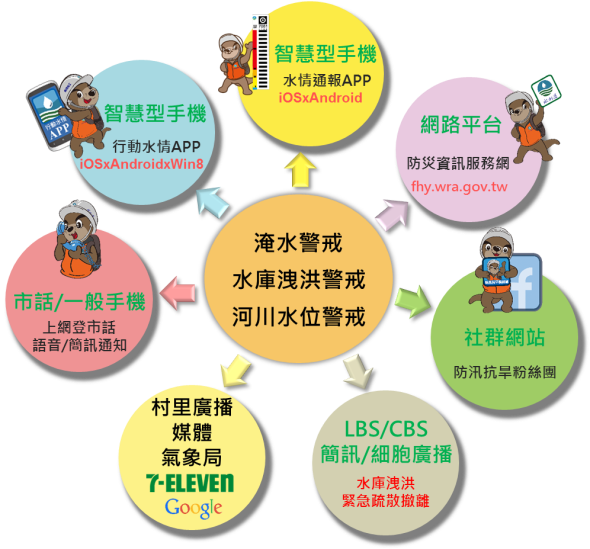 淹水警戒
水庫洩洪警戒
河川水位警戒
智慧型手機
水情通報APP
iOSxAndroid
網路平台
防災資訊服務網
fhy.wra.gov.tw
社群網站
防汛抗旱粉絲團
LBS/CBS
簡訊/細胞廣播
水庫洩洪
緊急疏散撤離
村里廣播
媒體
氣象局
7-ELEVEn
Google
市話/一般手機
上網登市話
語音/簡訊通知
智慧型手機
行動水情APP
iOSxAndroidxWin8
行動水情
APP